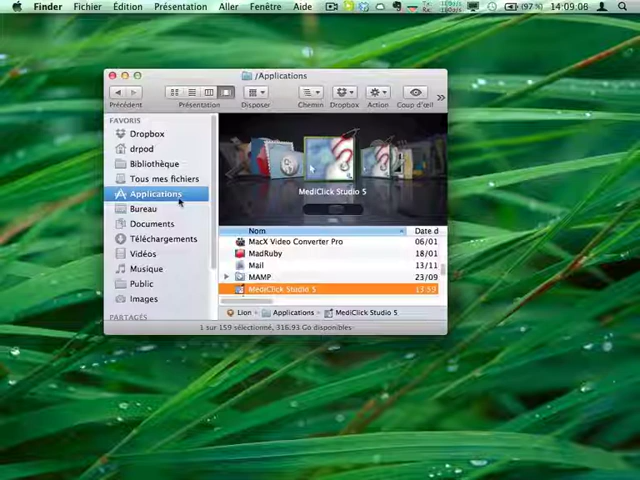 Finder Fichier Édition Présentation Aller Fenêtre Aide (97 %) 14:09:06
/Applications
Précédent Présentation Disposer Chemin Dropbox Action Coup d'œil
FAVORIS
Dropbox
drpod
Bibliothèque
Tous mes fichiers
Applications
Bureau
Documents
Téléchargements
Vidéos
Musique
Public
Images
PARTAGÉS
MediClick Studio 5
Nom Date d
MacX Video Converter Pro 06/01
MadRuby 18/01
Mail 13/11
MAMP 23/09
MediClick Studio 5 13:59
Lion Applications MediClick Studio 5
1 sur 159 sélectionné, 316.93 Go disponibles